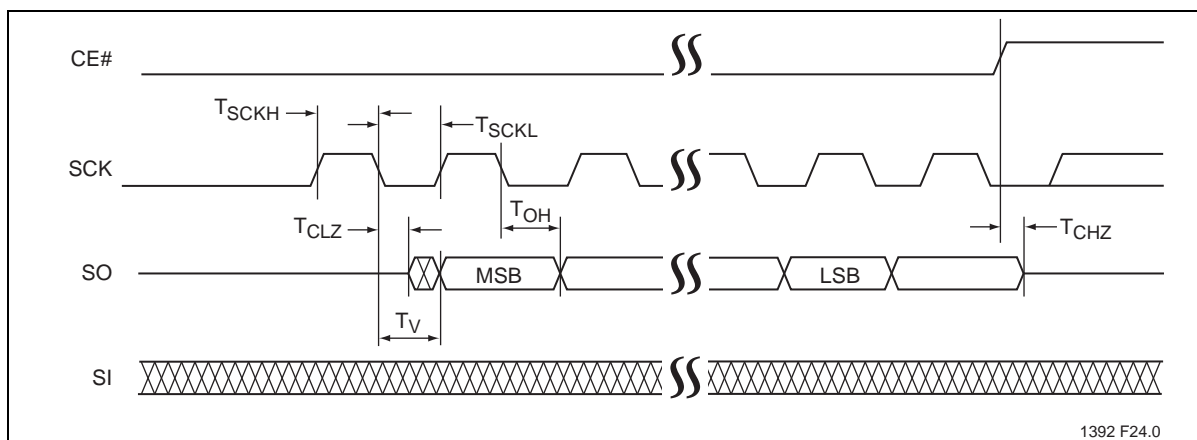 CE#
TSCKH
TSCKL
SCK
TOH
TCLZ
TCHZ
SO
MSB
LSB
TV
SI
1392 F24.0